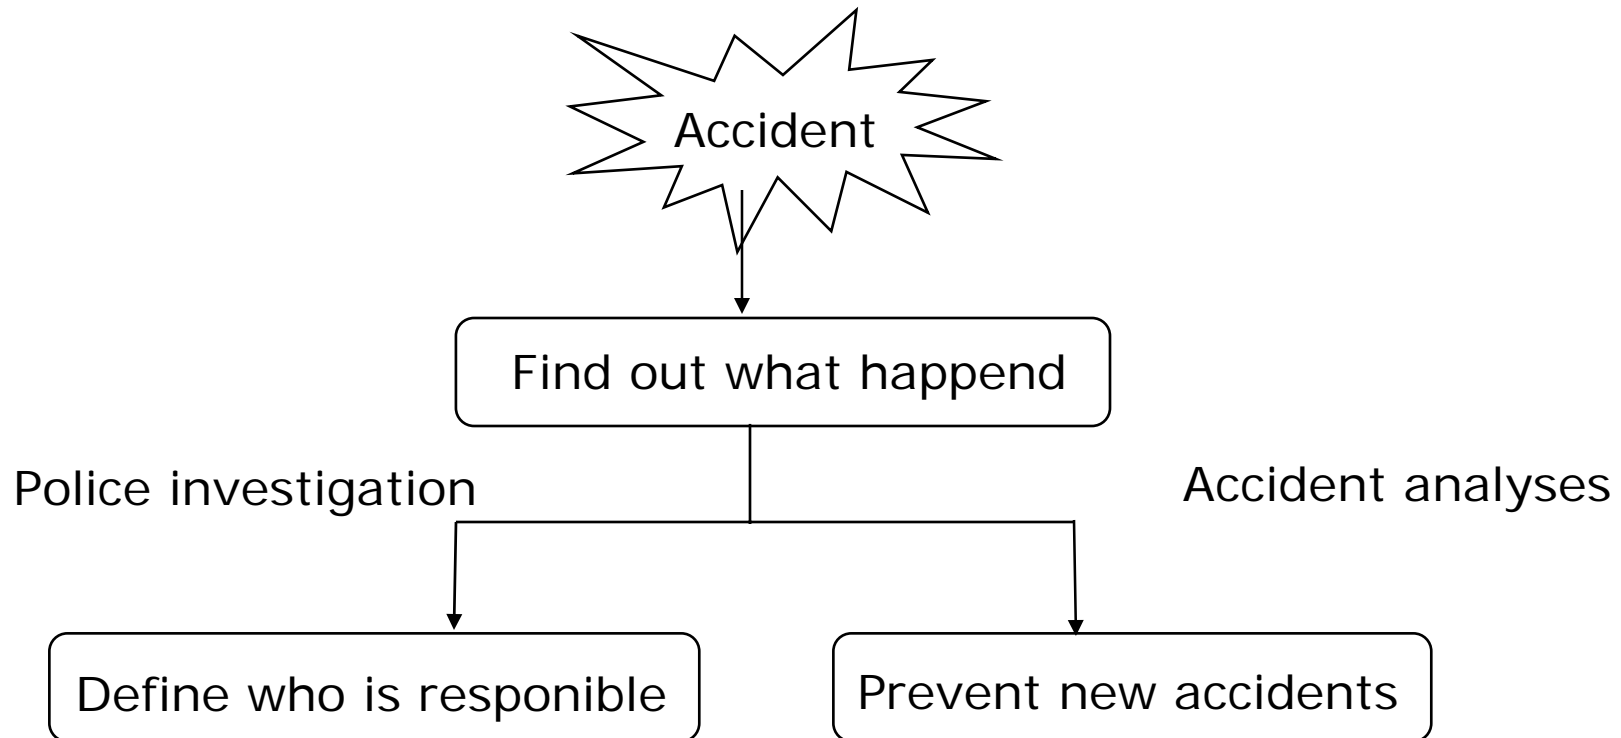 Accident
Find out what happend
Police investigation
Accident analyses
Define who is responible
Prevent new accidents